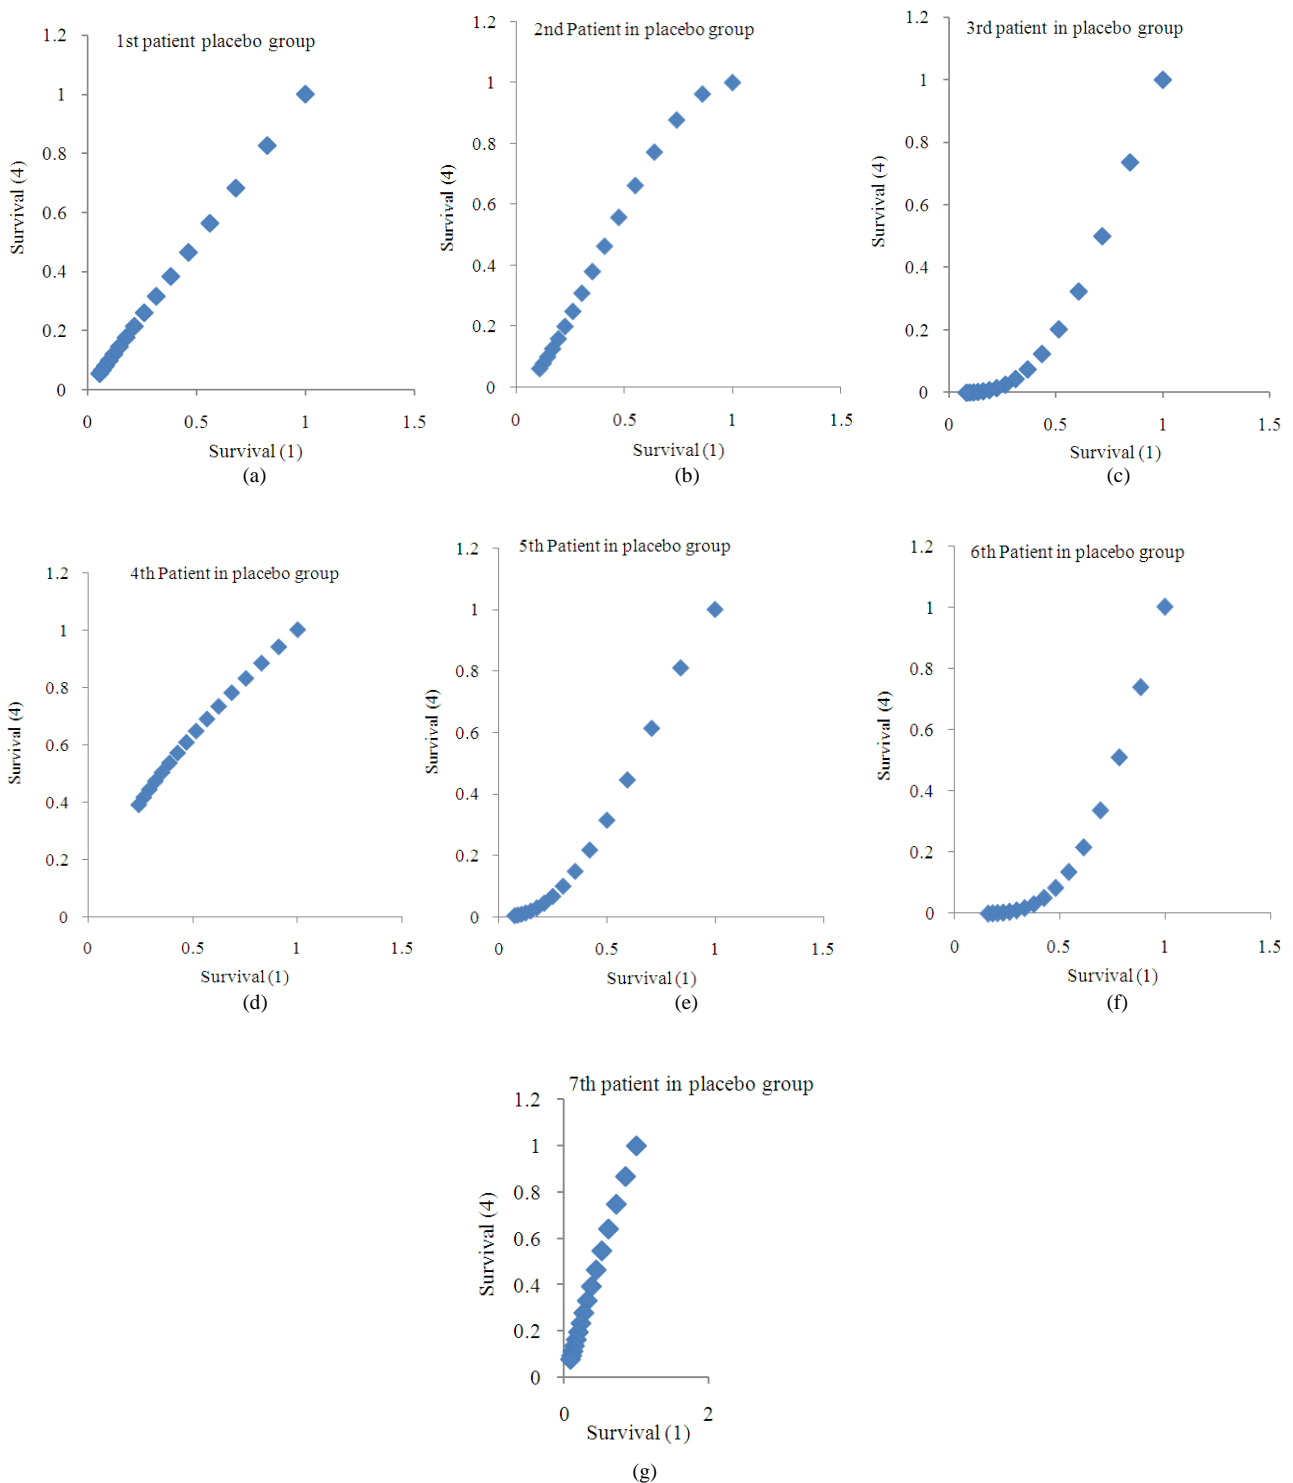 1st patient placebo group
1.2
1
0.8
0.6
0.4
0.2
0
0 0.5 1 1.5
Survival (4)
Survival (1)
(a)
2nd Patient in placebo group
1.2
1
0.8
0.6
0.4
0.2
0
0 0.5 1 1.5
Survival (4)
Survival (1)
(b)
3rd patient in placebo group
1.2
1
0.8
0.6
0.4
0.2
0
0 0.5 1 1.5
Survival (4)
Survival (1)
(c)
4th Patient in placebo group
1.2
1
0.8
0.6
0.4
0.2
0
0 0.5 1 1.5
Survival (4)
Survival (1)
(d)
5th Patient in placebo group
1.2
1
0.8
0.6
0.4
0.2
0
0 0.5 1 1.5
Survival (4)
Survival (1)
(e)
6th Patient in placebo group
1.2
1
0.8
0.6
0.4
0.2
0
0 0.5 1 1.5
Survival (4)
Survival (1)
(f)
7th patient in placebo group
1.2
1
0.8
0.6
0.4
0.2
0
0 2
Survival (4)
Survival (1)
(g)